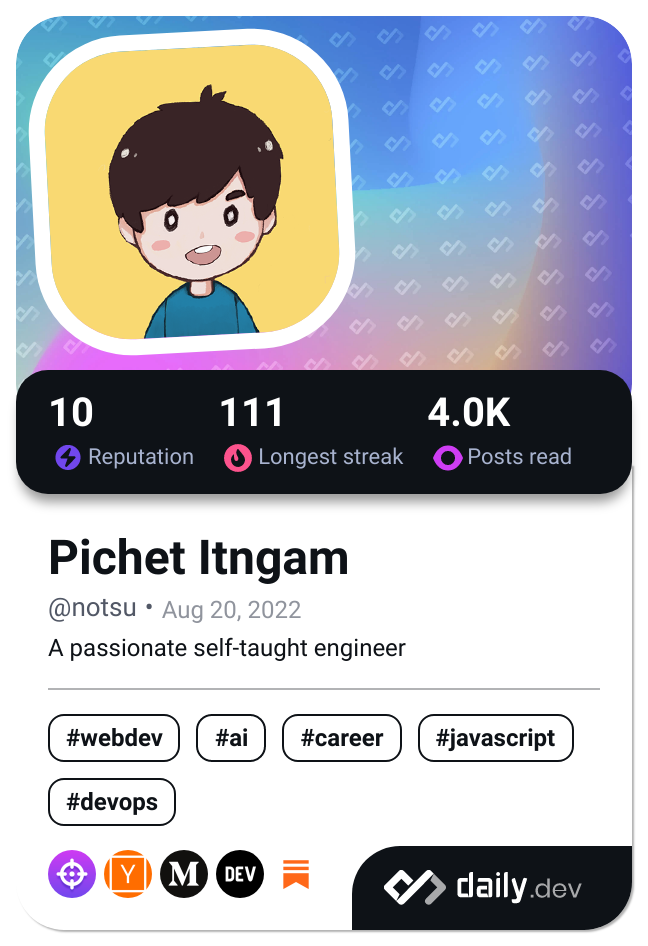 10 111 4.0K
Reputation Longest streak Posts read
Pichet Itngam
@notsu • Aug 20, 2022
A passionate self-taught engineer
#webdev #ai #career #javascript
#devops
Y M DEV daily.dev